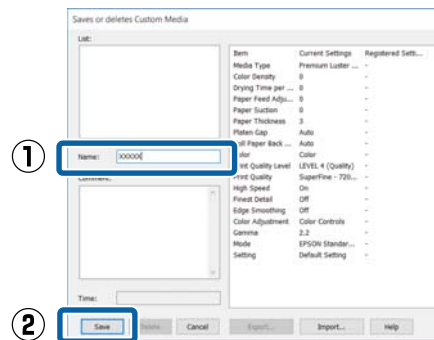 Saves or deletes Custom Media
List:
Item Current Settings Registered Setti...
Media Type Premium Luster ... -
Color Density 0 -
Drying Time per ... 0 -
Paper Feed Adju... 0 -
Paper Suction 0 -
Paper Thickness 3 -
Platen Gap Auto -
Roll Paper Back ... Auto -
① Name: XXXXX Color Color -
Print Quality Level LEVEL 4 (Quality) -
Comment: Print Quality SuperFine - 720... -
High Speed On -
Finest Detail Off -
Edge Smoothing Off -
Color Adjustment Color Controls -
Gamma 2.2 -
Mode EPSON Standar... -
Setting Default Setting -
Time:
② Save Delete Cancel Export... Import... Help